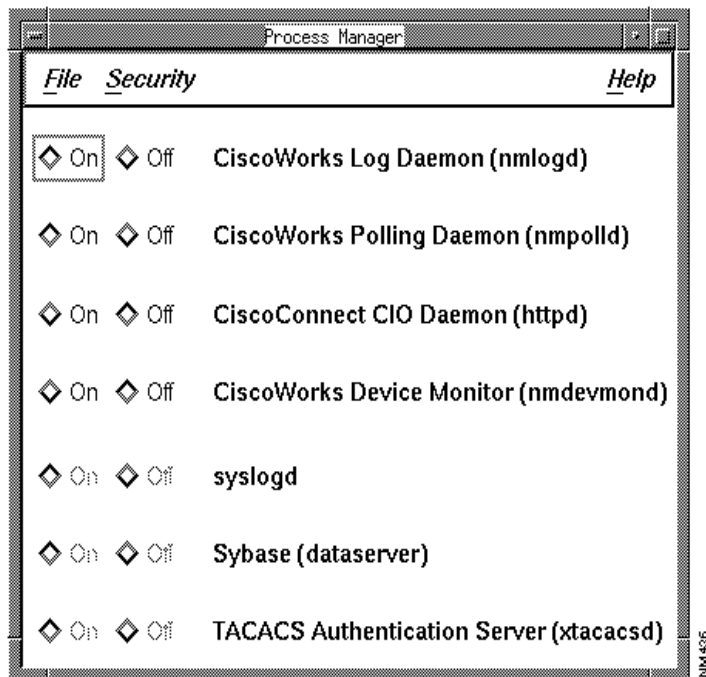 Process Manager
File Security Help
On Off CiscoWorks Log Daemon (nmlogd)
On Off CiscoWorks Polling Daemon (nmpolld)
On Off CiscoConnect CIO Daemon (httpd)
On Off CiscoWorks Device Monitor (nmdevmond)
On Off syslogd
On Off Sybase (dataserver)
On Off TACACS Authentication Server (xtacacsd)
NM426